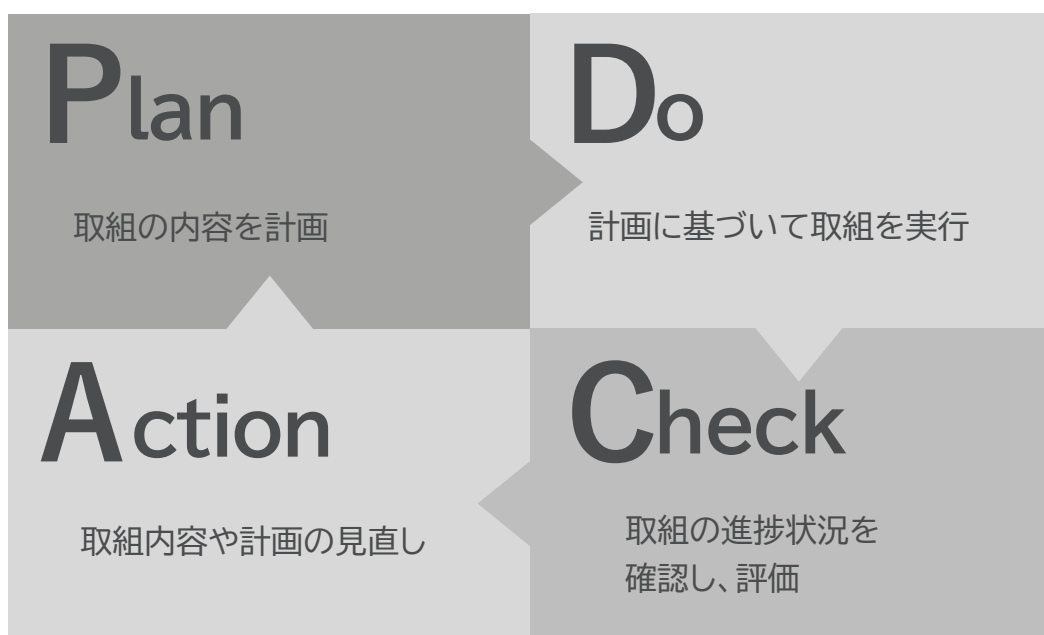 Plan
取組の内容を計画
Do
計画に基づいて取組を実行
Action
取組内容や計画の見直し
Check
取組の進捗状況を
確認し、評価